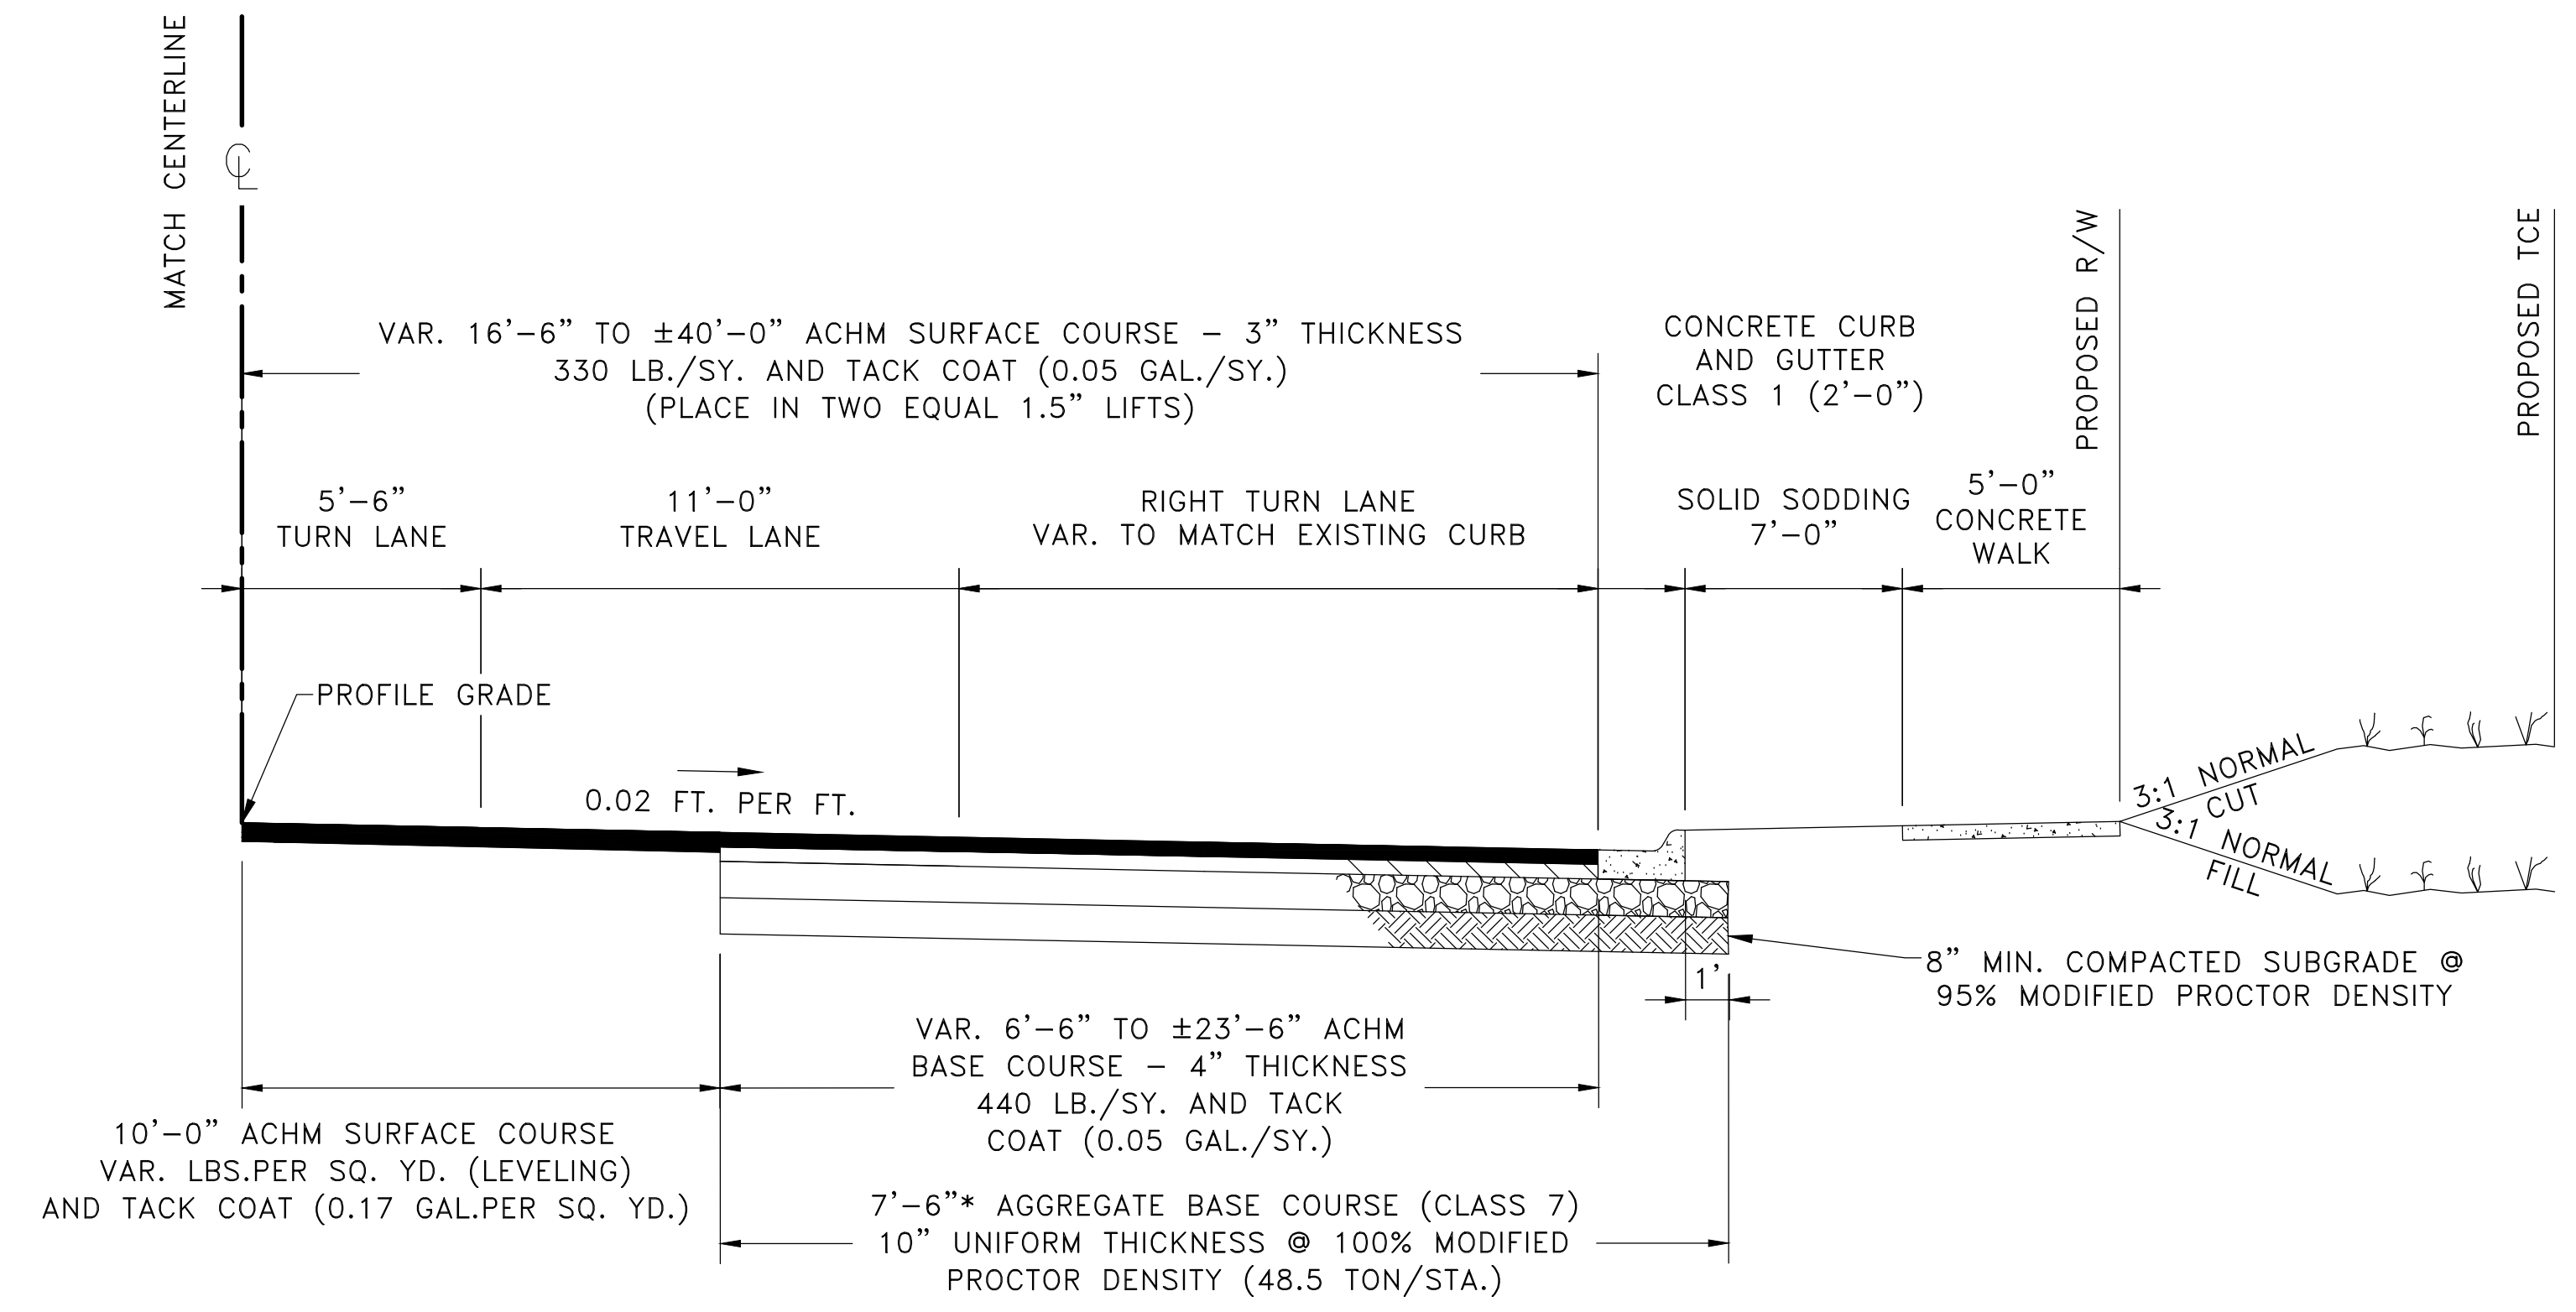 MATCH CENTERLINE
℄
VAR. 16'-6" TO ±40'-0" ACHM SURFACE COURSE - 3" THICKNESS
330 LB./SY. AND TACK COAT (0.05 GAL./SY.)
(PLACE IN TWO EQUAL 1.5" LIFTS)
CONCRETE CURB
AND GUTTER
CLASS 1 (2'-0")
PROPOSED R/W
PROPOSED TCE
5'-6"
TURN LANE
11'-0"
TRAVEL LANE
RIGHT TURN LANE
VAR. TO MATCH EXISTING CURB
SOLID SODDING
7'-0"
5'-0"
CONCRETE
WALK
PROFILE GRADE
0.02 FT. PER FT.
3:1 NORMAL
CUT
3:1 NORMAL
FILL
8" MIN. COMPACTED SUBGRADE @
95% MODIFIED PROCTOR DENSITY
1'
VAR. 6'-6" TO ±23'-6" ACHM
BASE COURSE - 4" THICKNESS
440 LB./SY. AND TACK
COAT (0.05 GAL./SY.)
10'-0" ACHM SURFACE COURSE
VAR. LBS.PER SQ. YD. (LEVELING)
AND TACK COAT (0.17 GAL.PER SQ. YD.)
7'-6"* AGGREGATE BASE COURSE (CLASS 7)
10" UNIFORM THICKNESS @ 100% MODIFIED
PROCTOR DENSITY (48.5 TON/STA.)